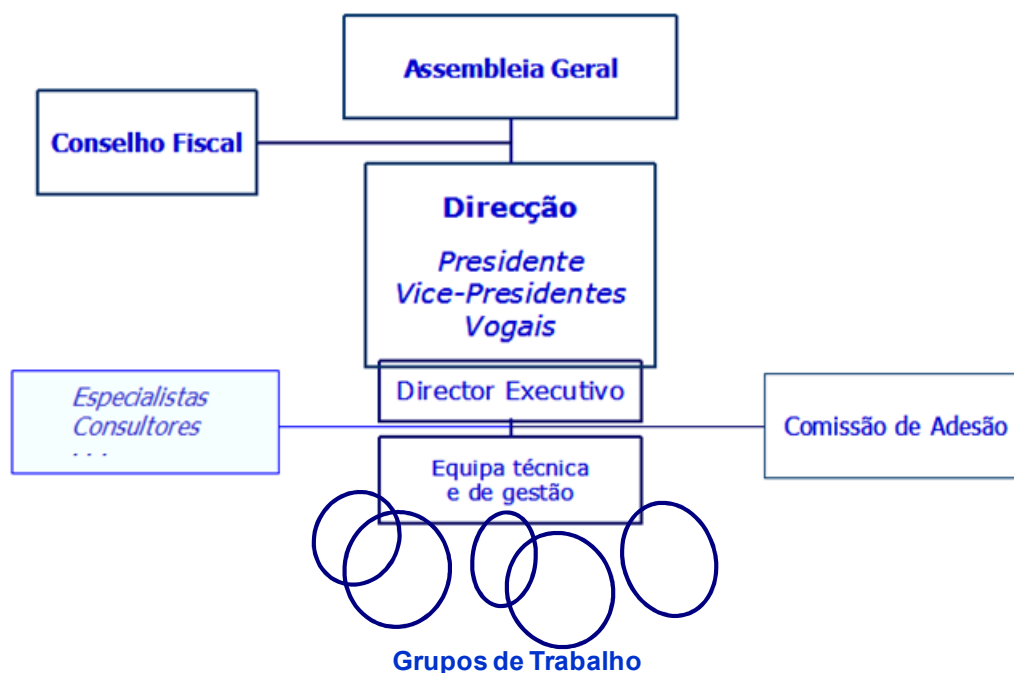 Assembleia Geral
Conselho Fiscal
Direcção
Presidente
Vice-Presidentes
Vogais
Director Executivo
Especialistas
Consultores
. . .
Comissão de Adesão
Equipa técnica
e de gestão
Grupos de Trabalho